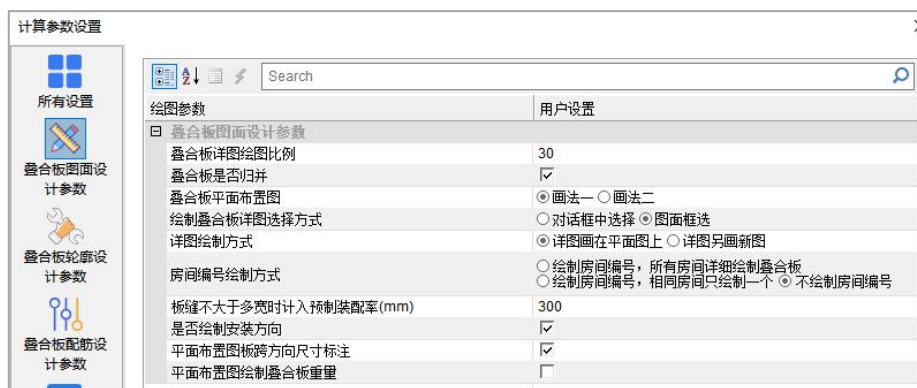 计算参数设置
所有设置
叠合板图面设
计参数
叠合板轮廓设
计参数
叠合板配筋设
计参数
Search
绘图参数 用户设置
叠合板图面设计参数
叠合板详图绘图比例 30
叠合板是否归并
叠合板平面布置图 画法一 画法二
绘制叠合板详图选择方式 对话框中选择 图面框选
详图绘制方式 详图画在平面图上 详图另画新图
房间编号绘制方式 绘制房间编号，所有房间详细绘制叠合板
绘制房间编号，相同房间只绘制一个 不绘制房间编号
板缝不大于多宽时计入预制装配率(mm) 300
是否绘制安装方向
平面布置图板跨方向尺寸标注
平面布置图绘制叠合板重量